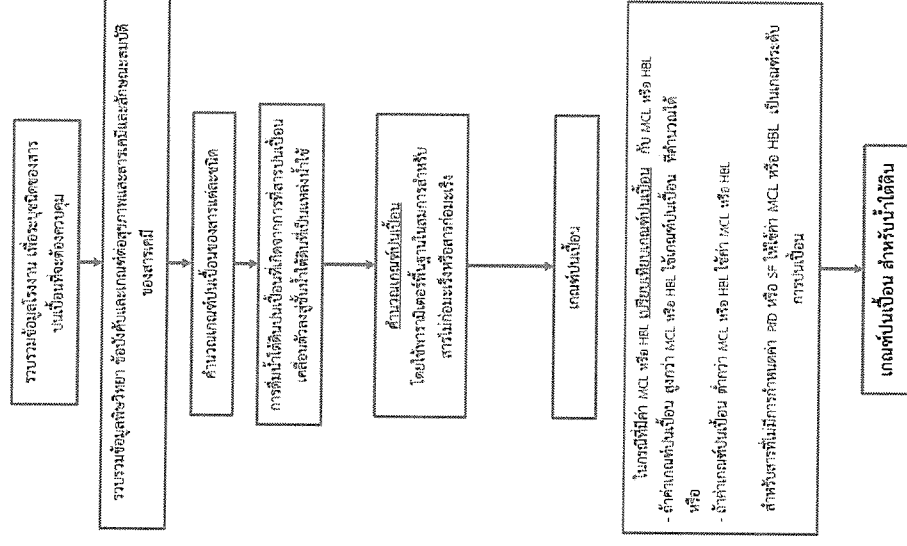 รวบรวมข้อมูลโรงงาน เพื่อระบุชนิดของสาร
ปนเปื้อนที่จะต้องควบคุม
รวบรวมข้อมูลพิษวิทยา ข้อบังคับและเกณฑ์ต่อสุขภาพและสารเคมีและลักษณะสมบัติ
ของสารเคมี
คำนวณเกณฑ์ปนเปื้อนของสารแต่ละชนิด
การดื่มน้ำใต้ดินปนเปื้อนที่เกิดจากการที่สารปนเปื้อน
เคลื่อนตัวลงสู่ชั้นน้ำใต้ดินที่เป็นแหล่งน้ำใช้
คำนวณเกณฑ์ปนเปื้อน
โดยใช้พารามิเตอร์พื้นฐานในสมการสำหรับ
สารไม่ก่อมะเร็งหรือสารก่อมะเร็ง
เกณฑ์ปนเปื้อน
ในกรณีที่มีค่า MCL หรือ HBL เปรียบเทียบเกณฑ์ปนเปื้อน กับ MCL หรือ HBL
- ถ้าค่าเกณฑ์ปนเปื้อน สูงกว่า MCL หรือ HBL ใช้เกณฑ์ปนเปื้อน ที่คำนวณได้
หรือ
- ถ้าค่าเกณฑ์ปนเปื้อน ต่ำกว่า MCL หรือ HBL ใช้ค่า MCL หรือ HBL
สำหรับสารที่ไม่มีการกำหนดค่า RfD หรือ SF ให้ใช้ค่า MCL หรือ HBL เป็นเกณฑ์ระดับ
การปนเปื้อน
เกณฑ์ปนเปื้อน สำหรับน้ำใต้ดิน